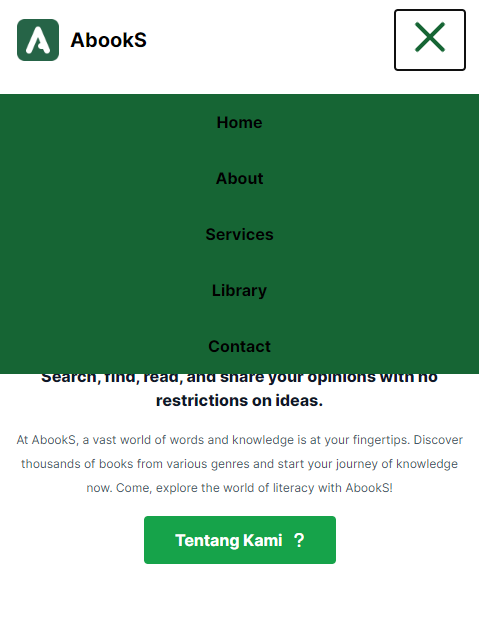 AbookS
Home
About
Services
Library
Contact
Search, find, read, and share your opinions with no
restrictions on ideas.
At AbookS, a vast world of words and knowledge is at your fingertips. Discover
thousands of books from various genres and start your journey of knowledge
now. Come, explore the world of literacy with AbookS!
Tentang Kami ?